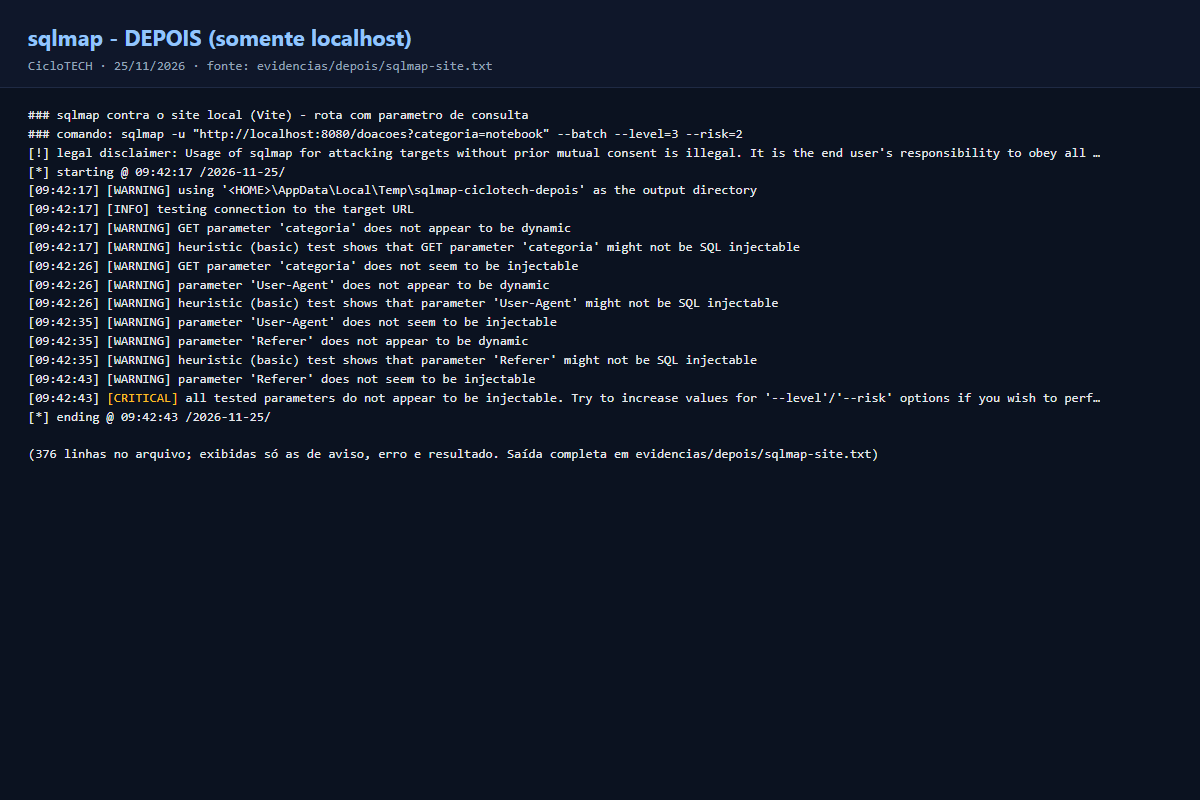 sqlmap - DEPOIS (somente localhost)
CicloTECH · 25/11/2026 · fonte: evidencias/depois/sqlmap-site.txt
### sqlmap contra o site local (Vite) - rota com parametro de consulta
### comando: sqlmap -u "http://localhost:8080/doacoes?categoria=notebook" --batch --level=3 --risk=2
[!] legal disclaimer: Usage of sqlmap for attacking targets without prior mutual consent is illegal. It is the end user's responsibility to obey all …
[*] starting @ 09:42:17 /2026-11-25/
[09:42:17] [WARNING] using '<HOME>\AppData\Local\Temp\sqlmap-ciclotech-depois' as the output directory
[09:42:17] [INFO] testing connection to the target URL
[09:42:17] [WARNING] GET parameter 'categoria' does not appear to be dynamic
[09:42:17] [WARNING] heuristic (basic) test shows that GET parameter 'categoria' might not be SQL injectable
[09:42:26] [WARNING] GET parameter 'categoria' does not seem to be injectable
[09:42:26] [WARNING] parameter 'User-Agent' does not appear to be dynamic
[09:42:26] [WARNING] heuristic (basic) test shows that parameter 'User-Agent' might not be SQL injectable
[09:42:35] [WARNING] parameter 'User-Agent' does not seem to be injectable
[09:42:35] [WARNING] parameter 'Referer' does not appear to be dynamic
[09:42:35] [WARNING] heuristic (basic) test shows that parameter 'Referer' might not be SQL injectable
[09:42:43] [WARNING] parameter 'Referer' does not seem to be injectable
[09:42:43] [CRITICAL] all tested parameters do not appear to be injectable. Try to increase values for '--level'/'--risk' options if you wish to perf…
[*] ending @ 09:42:43 /2026-11-25/
(376 linhas no arquivo; exibidas só as de aviso, erro e resultado. Saída completa em evidencias/depois/sqlmap-site.txt)